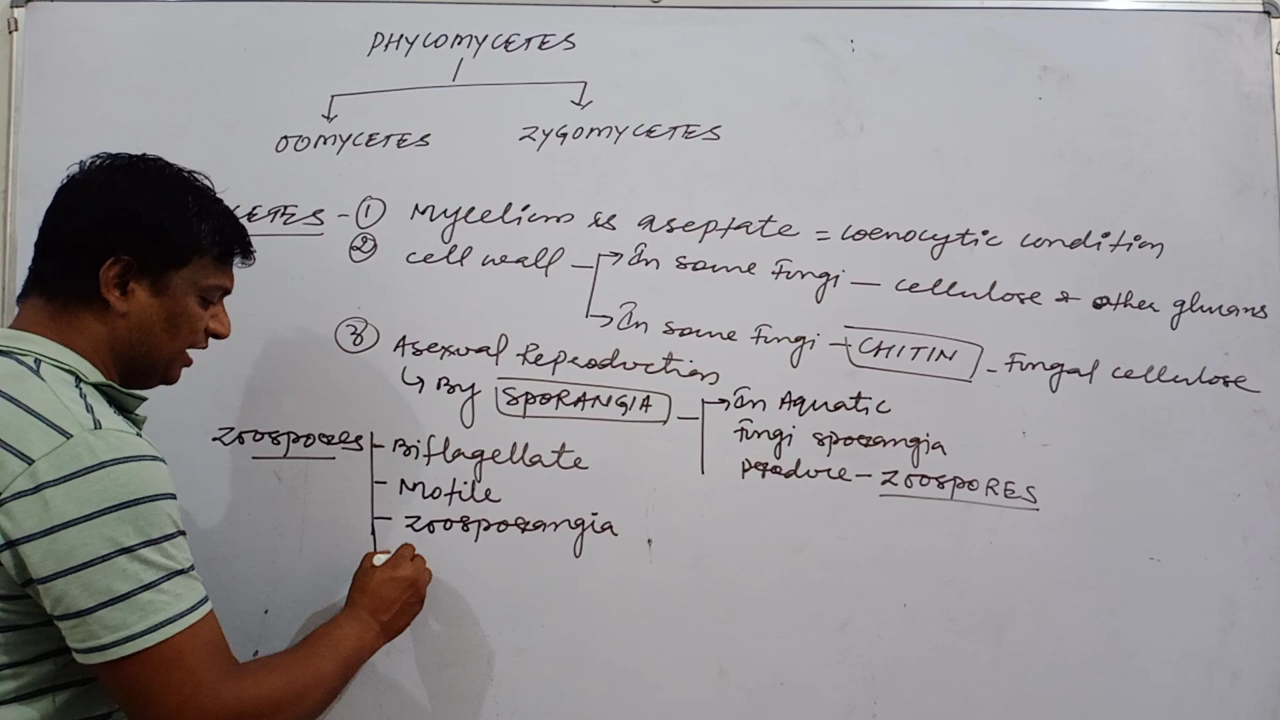 PHYCOMYCETES
OOMYCETES ZYGOMYCETES
CETES - ① Mycelium is aseptate = coenocytic condition
② cell wall - In some Fungi - cellulose & other glucans
In some Fungi - CHITIN - Fungal cellulose
③ Asexual Reproduction
By SPORANGIA - In Aquatic
Fungi sporangia
produce - ZOOSPORES
Zoospores - Biflagellate
- Motile
- Zoosporangia